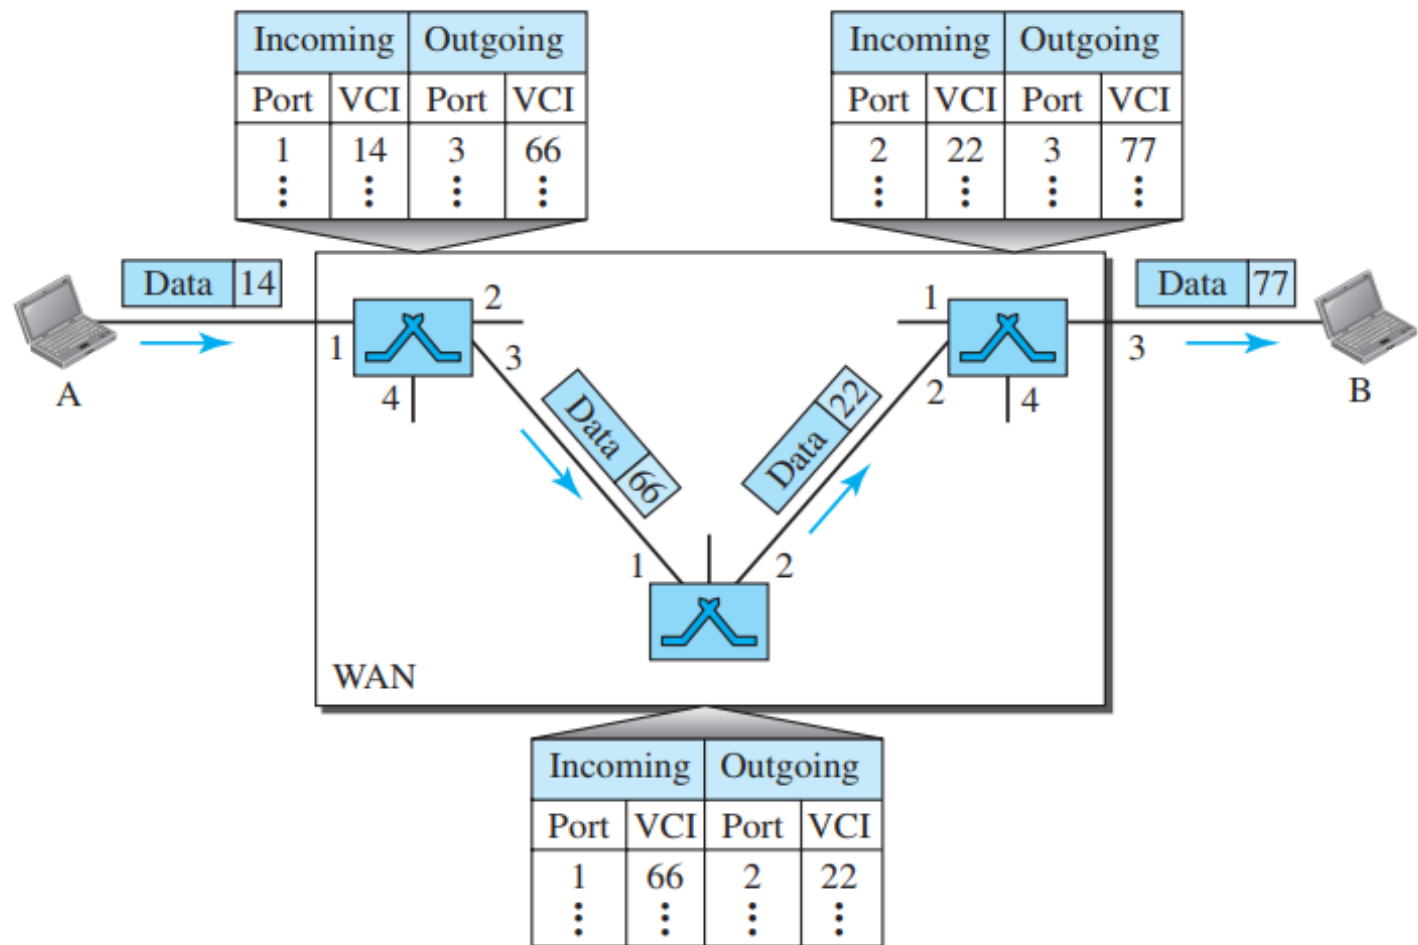 Incoming Outgoing
Port VCI Port VCI
1 14 3 66
⋮ ⋮ ⋮ ⋮
Incoming Outgoing
Port VCI Port VCI
2 22 3 77
⋮ ⋮ ⋮ ⋮
Data 14
A
1
2
3
4
Data 66
Data 22
1
2
3
4
Data 77
B
1
2
WAN
Incoming Outgoing
Port VCI Port VCI
1 66 2 22
⋮ ⋮ ⋮ ⋮